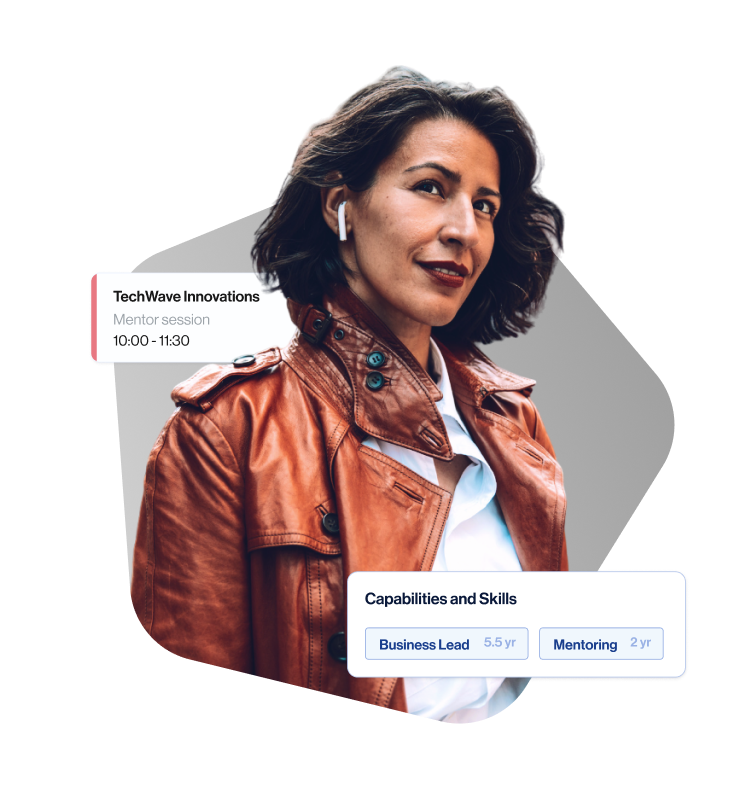 TechWave Innovations
Mentor session
10:00 - 11:30
Capabilities and Skills
Business Lead 5.5 yr Mentoring 2 yr